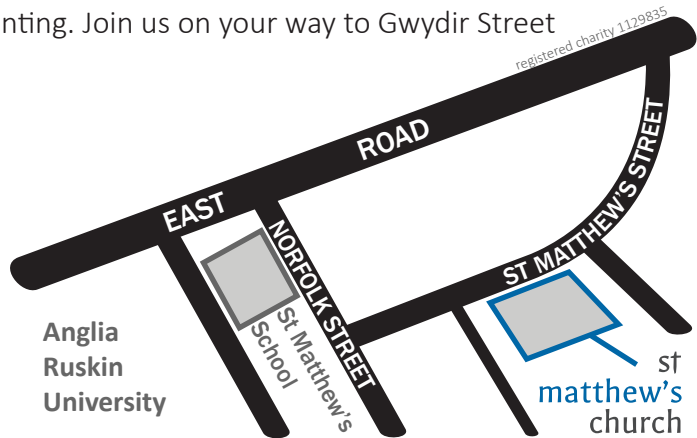 nting. Join us on your way to Gwydir Street
registered charity 1129835
EAST ROAD
ST MATTHEW'S STREET
NORFOLK STREET
St Matthew's
School
Anglia
Ruskin
University
st
matthew's
church